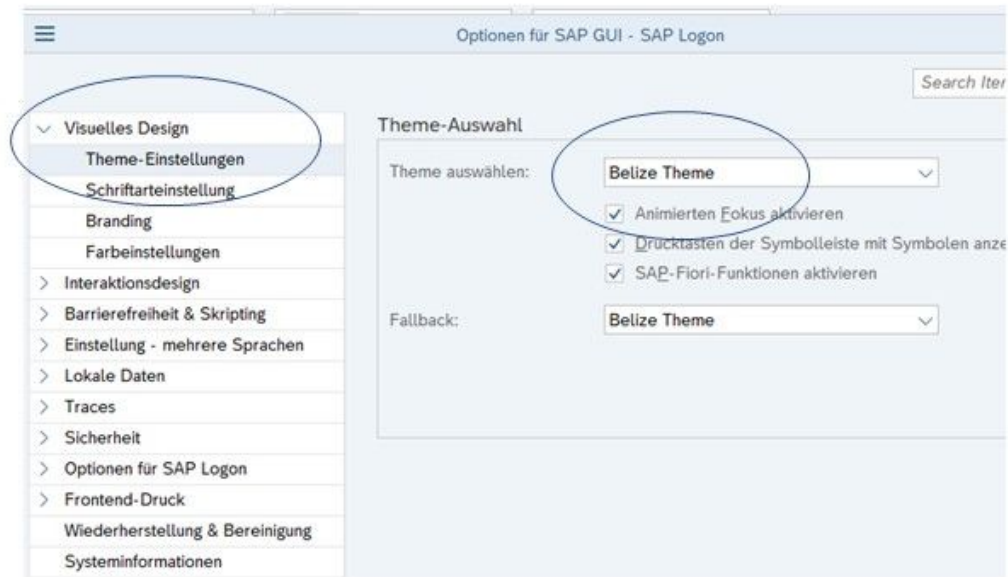 Optionen für SAP GUI - SAP Logon
Search Iter
Visuelles Design
Theme-Einstellungen
Schriftarteinstellung
Branding
Farbeinstellungen
Interaktionsdesign
Barrierefreiheit & Skripting
Einstellung - mehrere Sprachen
Lokale Daten
Traces
Sicherheit
Optionen für SAP Logon
Frontend-Druck
Wiederherstellung & Bereinigung
Systeminformationen
Theme-Auswahl
Theme auswählen: Belize Theme
Animierten Fokus aktivieren
Drucktasten der Symbolleiste mit Symbolen anze
SAP-Fiori-Funktionen aktivieren
Fallback: Belize Theme